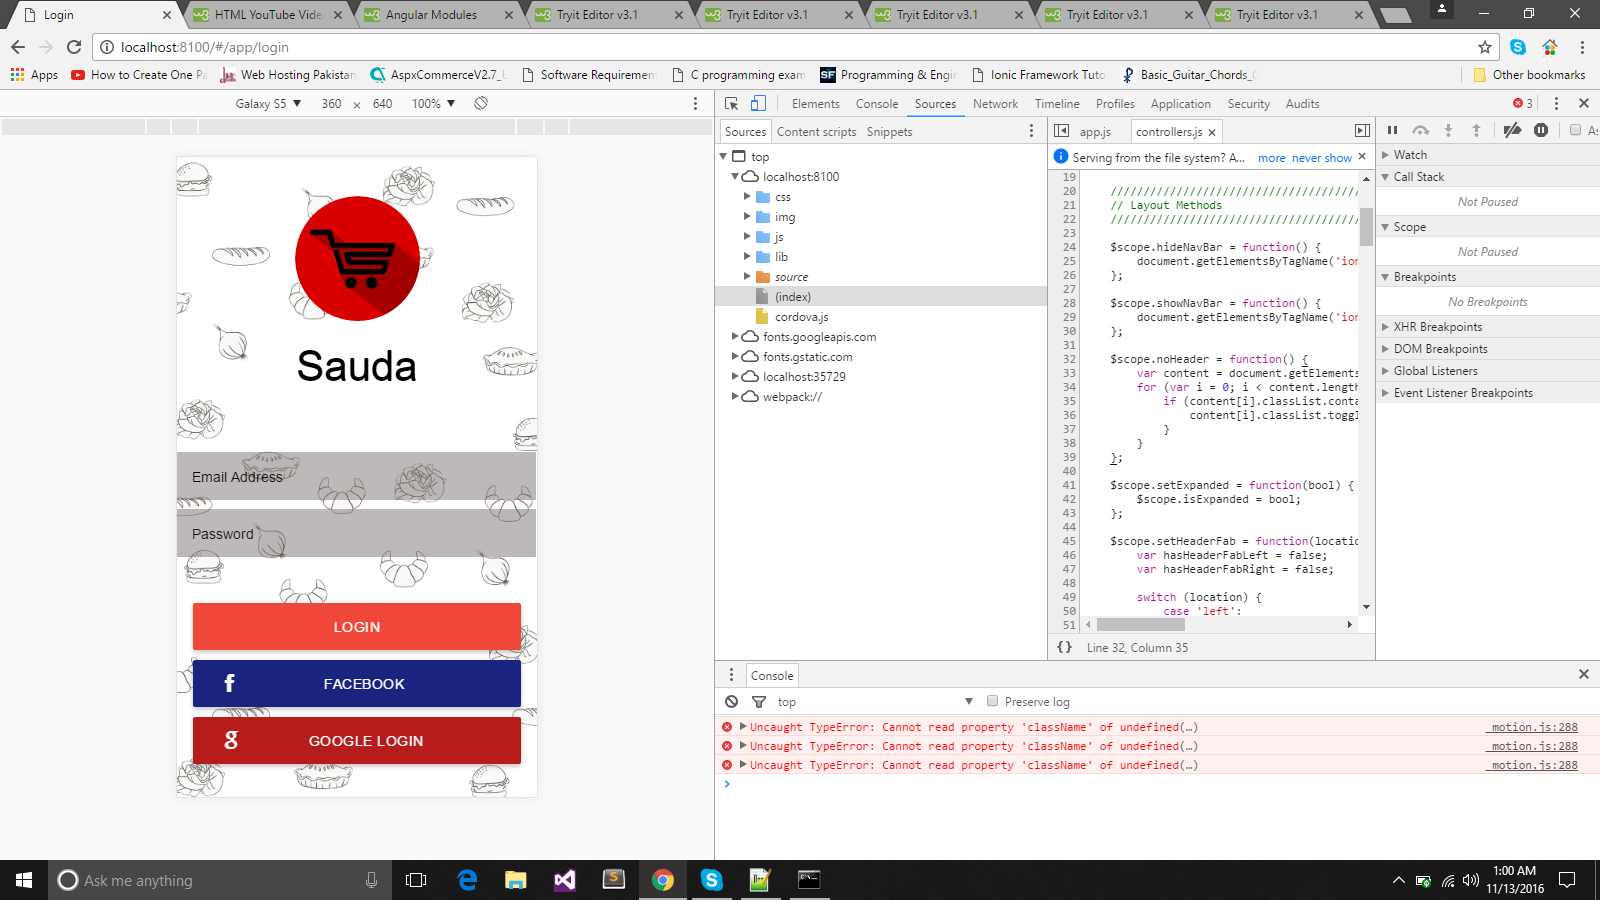 Login
HTML YouTube Vide
Angular Modules
Tryit Editor v3.1
Tryit Editor v3.1
Tryit Editor v3.1
Tryit Editor v3.1
Tryit Editor v3.1
localhost:8100/#/app/login
Apps
How to Create One Pa
Web Hosting Pakistan
AspxCommerceV2.7_U
Software Requirement
C programming exam
Programming & Engi
Ionic Framework Tuto
Basic_Guitar_Chords_C
Other bookmarks
Galaxy S5 ▼ 360 × 640 100% ▼
Elements Console Sources Network Timeline Profiles Application Security Audits 3
Sources Content scripts Snippets
app.js controllers.js ×
top
localhost:8100
css
img
js
lib
source
(index)
cordova.js
fonts.googleapis.com
fonts.gstatic.com
localhost:35729
webpack://
Serving from the file system? A... more never show ×
19
20 //////////////////////////////////////
21 // Layout Methods
22 //////////////////////////////////////
23
24 $scope.hideNavBar = function() {
25 document.getElementsByTagName('ion
26 };
27
28 $scope.showNavBar = function() {
29 document.getElementsByTagName('ion
30 };
31
32 $scope.noHeader = function() {
33 var content = document.getElements
34 for (var i = 0; i < content.length
35 if (content[i].classList.conta
36 content[i].classList.toggl
37 }
38 }
39 };
40
41 $scope.setExpanded = function(bool) {
42 $scope.isExpanded = bool;
43 };
44
45 $scope.setHeaderFab = function(locatio
46 var hasHeaderFabLeft = false;
47 var hasHeaderFabRight = false;
48
49 switch (location) {
50 case 'left':
51
{} Line 32, Column 35
As
Watch
Call Stack
Not Paused
Scope
Not Paused
Breakpoints
No Breakpoints
XHR Breakpoints
DOM Breakpoints
Global Listeners
Event Listener Breakpoints
Sauda
Email Address
Password
LOGIN
f FACEBOOK
g GOOGLE LOGIN
Console
top ▼ Preserve log
Uncaught TypeError: Cannot read property 'className' of undefined(…) motion.js:288
Uncaught TypeError: Cannot read property 'className' of undefined(…) motion.js:288
Uncaught TypeError: Cannot read property 'className' of undefined(…) motion.js:288
Ask me anything
1:00 AM
11/13/2016